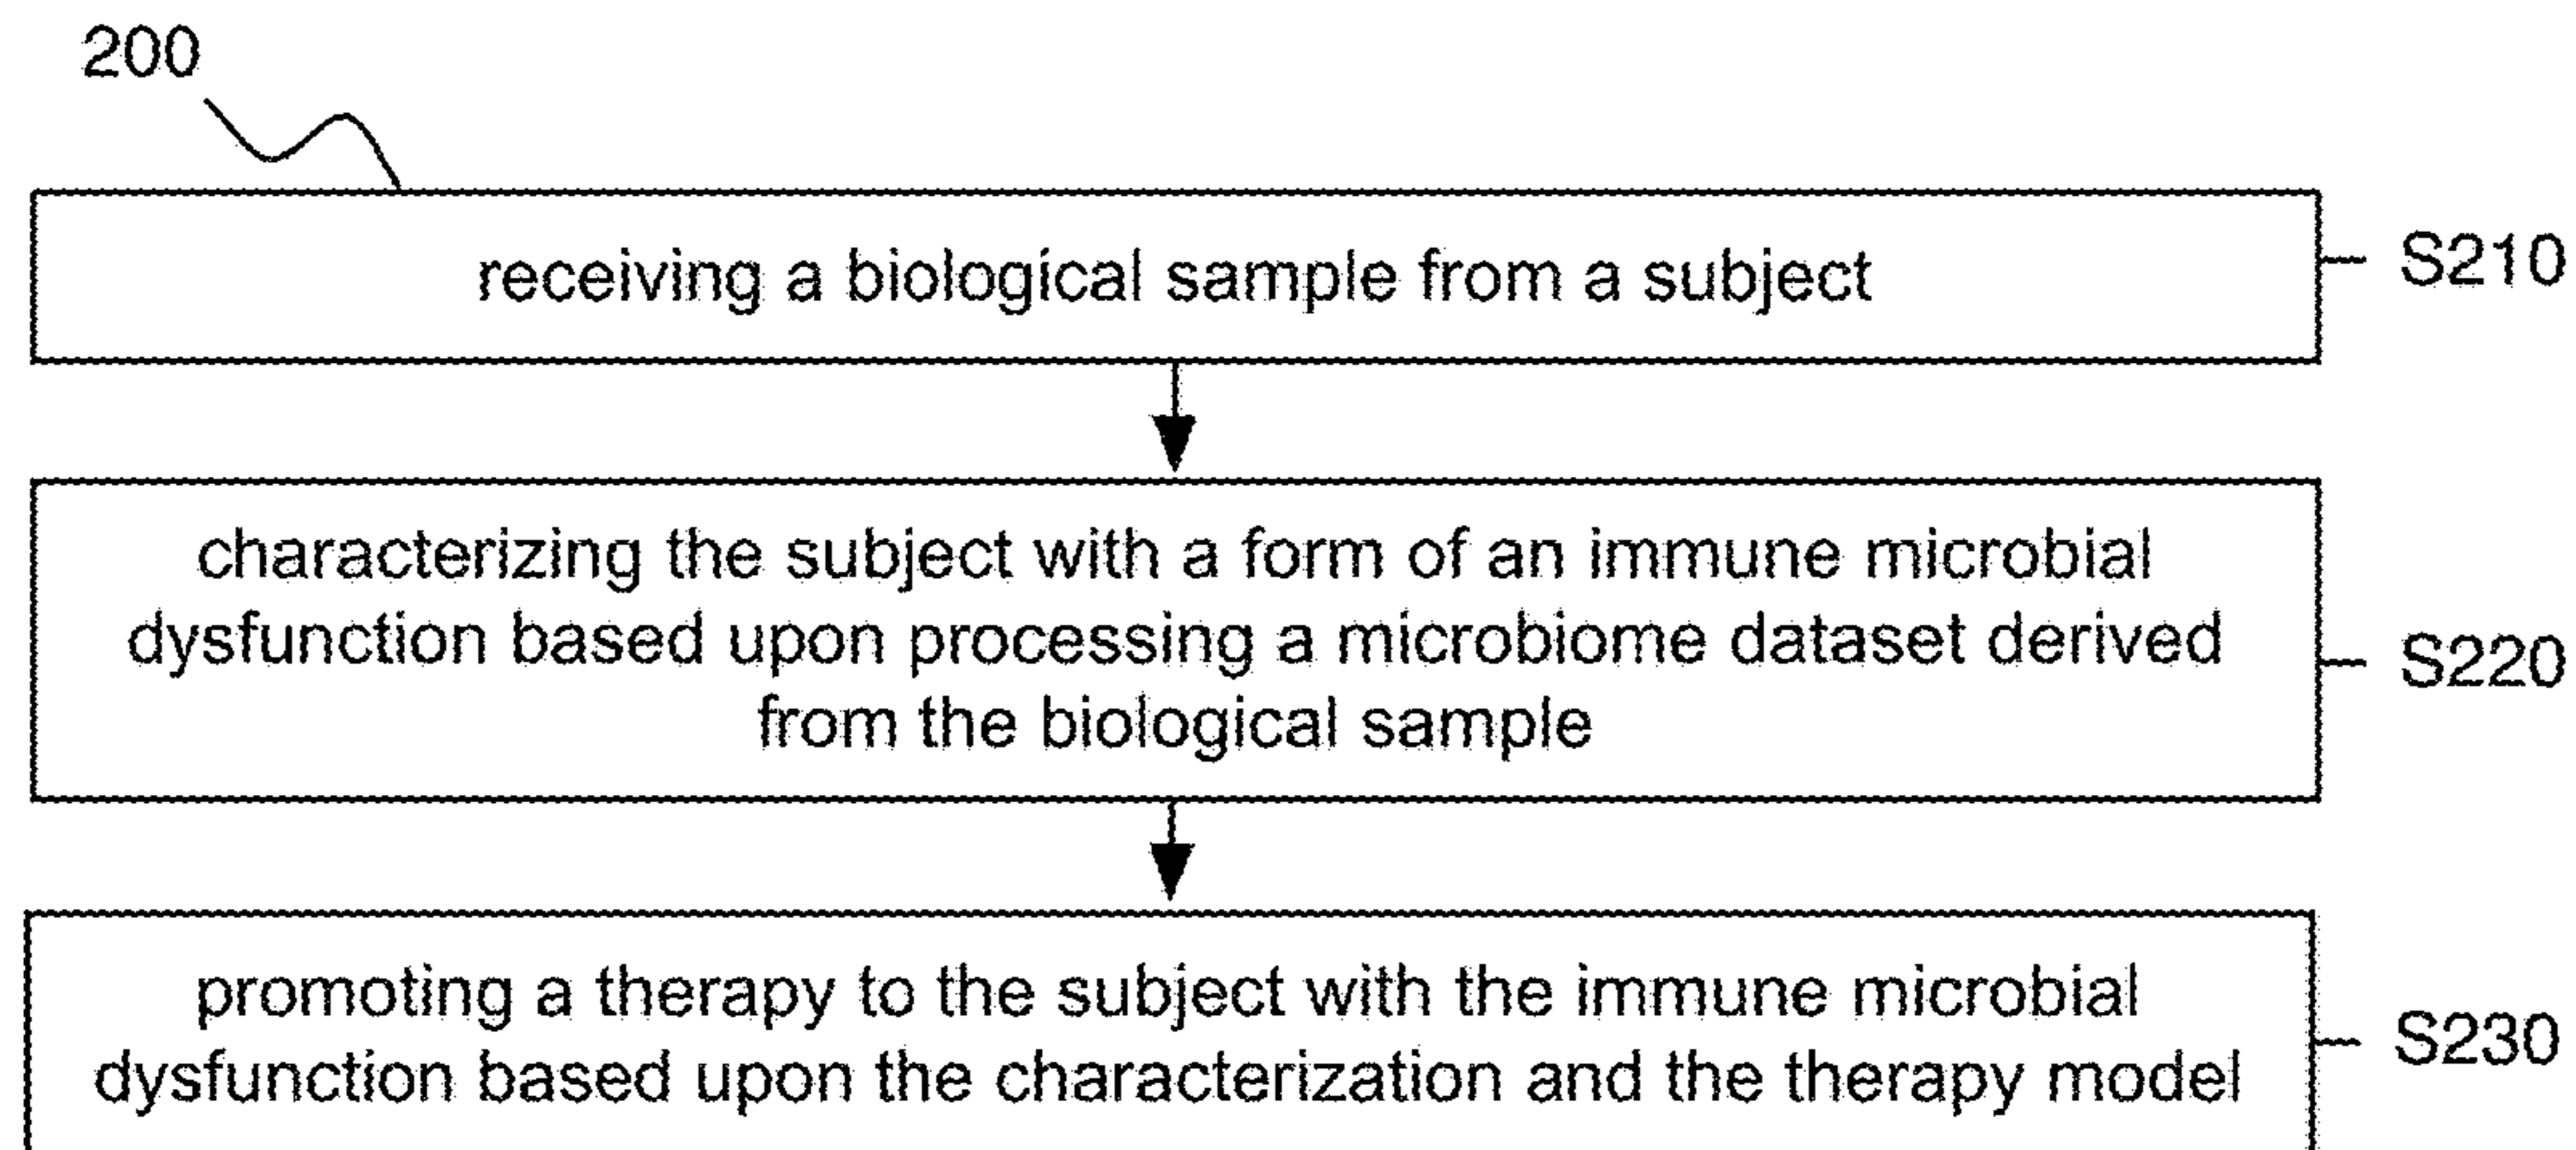 200
receiving a biological sample from a subject
S210
characterizing the subject with a form of an immune microbial
dysfunction based upon processing a microbiome dataset derived
from the biological sample
S220
promoting a therapy to the subject with the immune microbial
dysfunction based upon the characterization and the therapy model
S230